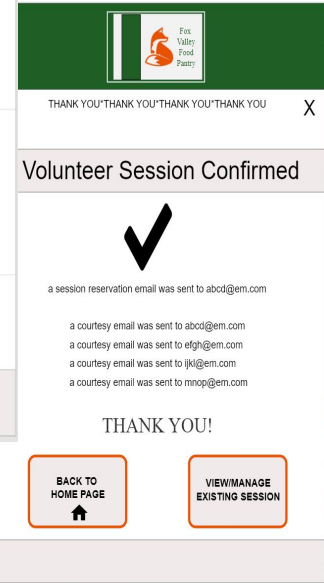 Fox
Valley
Food
Pantry
THANK YOU*THANK YOU*THANK YOU*THANK YOU
X
Volunteer Session Confirmed
a session reservation email was sent to abcd@em.com
a courtesy email was sent to abcd@em.com
a courtesy email was sent to efgh@em.com
a courtesy email was sent to ijkl@em.com
a courtesy email was sent to mnop@em.com
THANK YOU!
BACK TO
HOME PAGE
VIEW/MANAGE
EXISTING SESSION